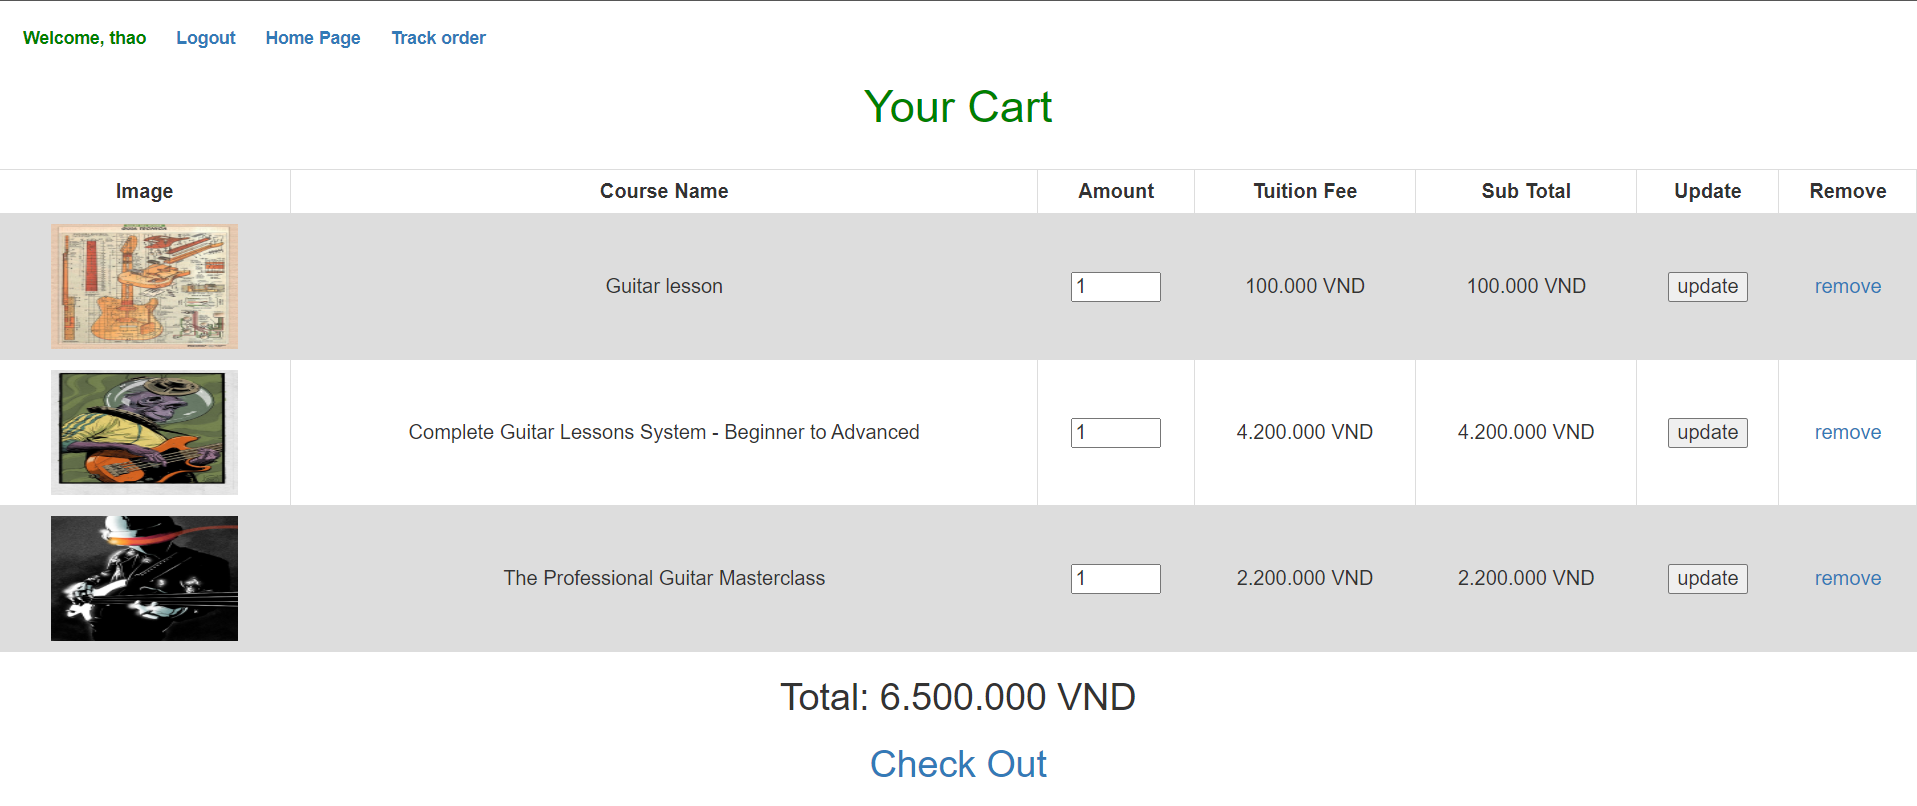 Welcome, thao Logout Home Page Track order
Your Cart
Image Course Name Amount Tuition Fee Sub Total Update Remove
Guitar lesson 1 100.000 VND 100.000 VND update remove
Complete Guitar Lessons System - Beginner to Advanced 1 4.200.000 VND 4.200.000 VND update remove
The Professional Guitar Masterclass 1 2.200.000 VND 2.200.000 VND update remove
Total: 6.500.000 VND
Check Out